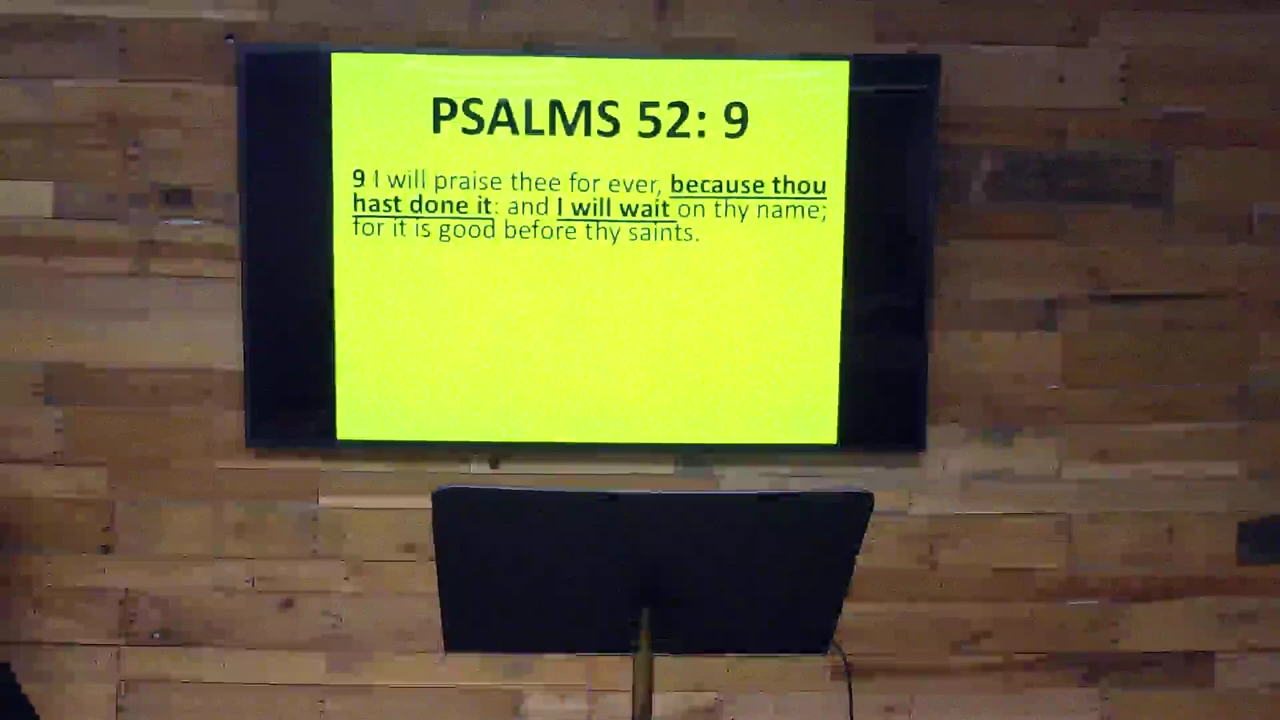 PSALMS 52: 9
9 I will praise thee for ever, because thou
hast done it: and I will wait on thy name;
for it is good before thy saints.